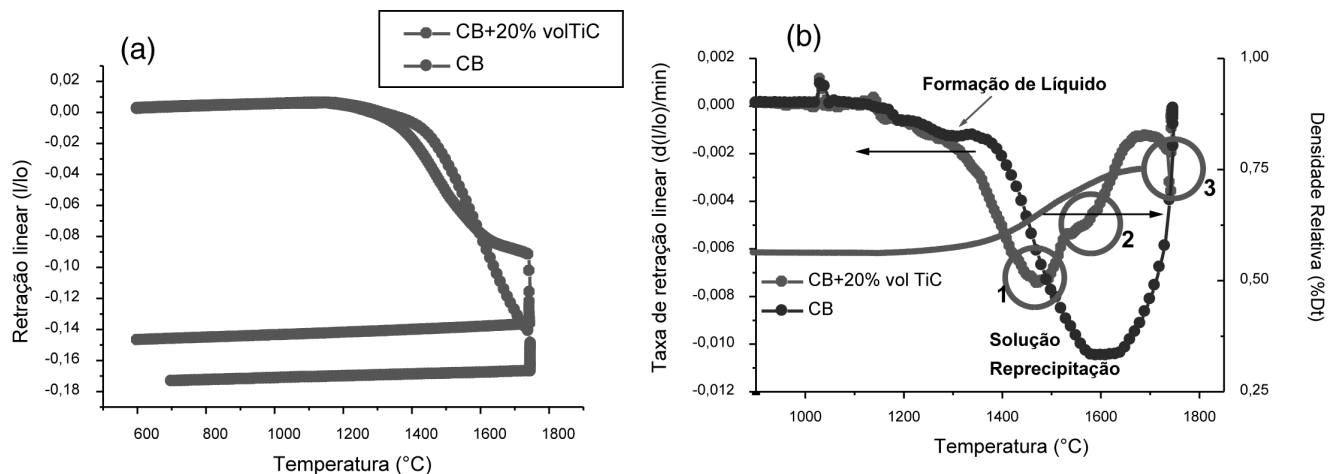 (a)
CB+20% volTiC
CB
0,02
0,00
-0,02
-0,04
-0,06
-0,08
-0,10
-0,12
-0,14
-0,16
-0,18
Retração linear (l/lo)
600
800
1000
1200
1400
1600
1800
Temperatura (°C)
(b)
0,002
0,000
-0,002
-0,004
-0,006
-0,008
-0,010
-0,012
Taxa de retração linear (d(l/lo)/min)
Formação de Líquido
1
2
3
CB+20% vol TiC
CB
Solução
Reprecipitação
1,00
0,75
0,50
0,25
Densidade Relativa (%Dt)
1000
1200
1400
1600
1800
Temperatura (°C)